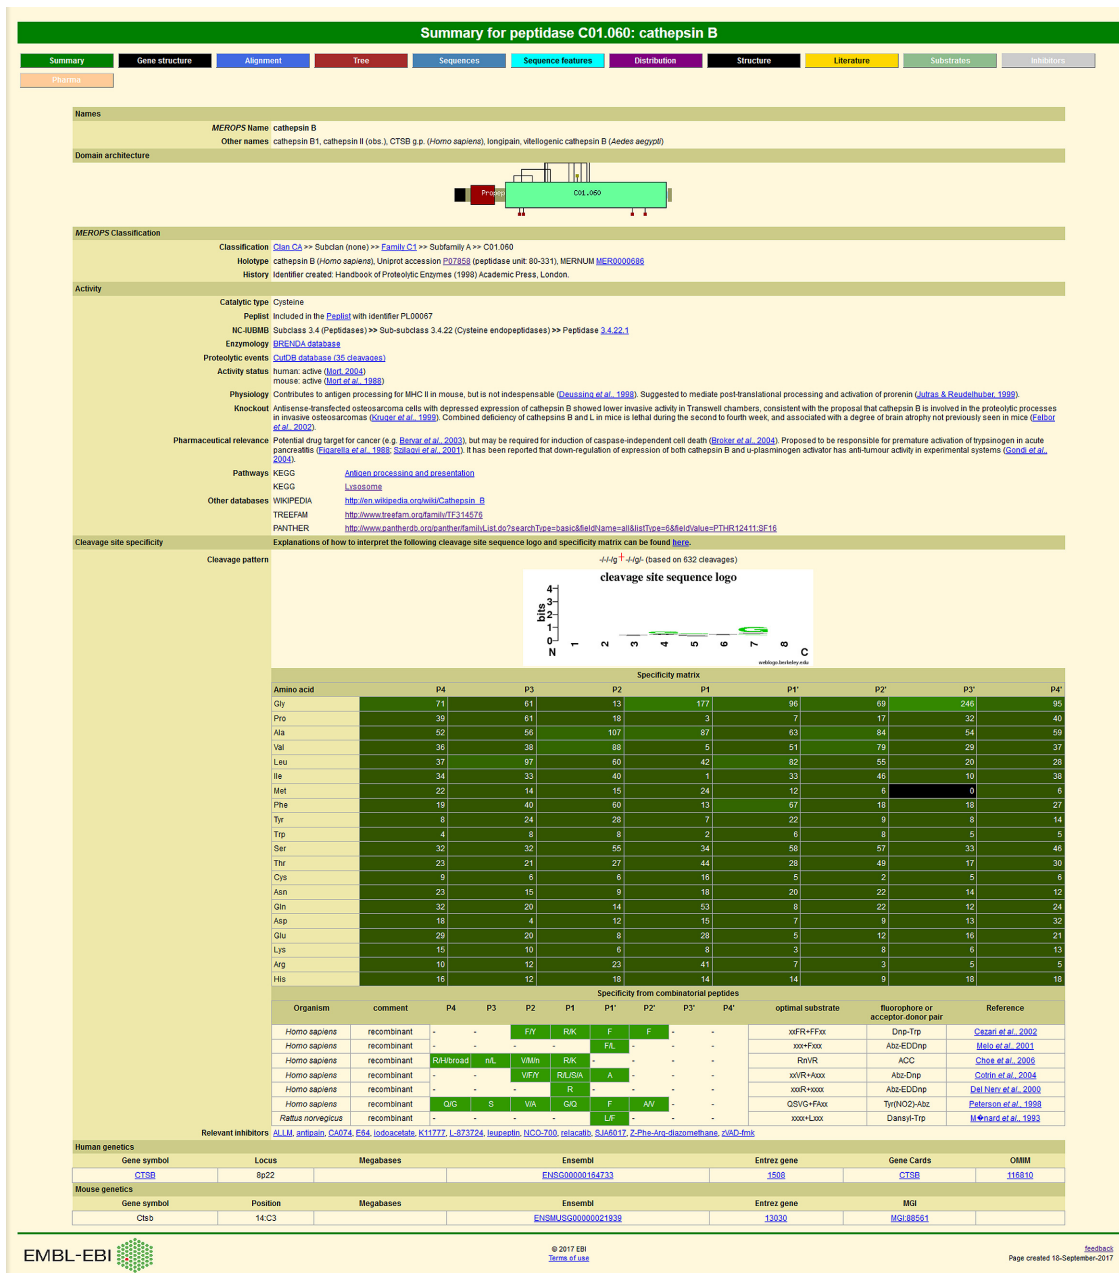 Summary for peptidase C01.060: cathepsin B
Summary Gene structure Alignment Tree Sequences Sequence features Distribution Structure Literature Substrates Inhibitors
Pharma
Names
MEROPS Name cathepsin B
Other names cathepsin B1, cathepsin II (obs.), CTSB g.p. (Homo sapiens), longipain, vitellogenic cathepsin B (Aedes aegypti)
Domain architecture
Propep C01.060
MEROPS Classification
Classification Clan CA >> Subclan (none) >> Family C1 >> Subfamily A >> C01.060
Holotype cathepsin B (Homo sapiens), Uniprot accession P07858 (peptidase unit: 80-331), MERNUM MER0000686
History Identifier created: Handbook of Proteolytic Enzymes (1998) Academic Press, London.
Activity
Catalytic type Cysteine
Peplist Included in the Peplist with identifier PL00067
NC-IUBMB Subclass 3.4 (Peptidases) >> Sub-subclass 3.4.22 (Cysteine endopeptidases) >> Peptidase 3.4.22.1
Enzymology BRENDA database
Proteolytic events CutDB database (35 cleavages)
Activity status human: active (Mort, 2004)
mouse: active (Mort et al., 1988)
Physiology Contributes to antigen processing for MHC II in mouse, but is not indespensable (Deussing et al., 1998). Suggested to mediate post-translational processing and activation of prorenin (Jutras & Reudelhuber, 1999).
Knockout Antisense-transfected osteosarcoma cells with depressed expression of cathepsin B showed lower invasive activity in Transwell chambers, consistent with the proposal that cathepsin B is involved in the proteolytic processes
in invasive osteosarcomas (Kruger et al., 1999). Combined deficiency of cathepsins B and L in mice is lethal during the second to fourth week, and associated with a degree of brain atrophy not previously seen in mice (Felbor
et al., 2002).
Pharmaceutical relevance Potential drug target for cancer (e.g. Bervar et al., 2003), but may be required for induction of caspase-independent cell death (Broker et al., 2004). Proposed to be responsible for premature activation of trypsinogen in acute
pancreatitis (Figarella et al., 1988; Szilagyi et al., 2001). It has been reported that down-regulation of expression of both cathepsin B and u-plasminogen activator has anti-tumour activity in experimental systems (Gondi et al.,
2004).
Pathways KEGG Antigen processing and presentation
KEGG Lysosome
Other databases WIKIPEDIA http://en.wikipedia.org/wiki/Cathepsin_B
TREEFAM http://www.treefam.org/family/TF314576
PANTHER http://www.pantherdb.org/panther/familyList.do?searchType=basic&fieldName=all&listType=6&fieldValue=PTHR12411:SF16
Cleavage site specificity Explanations of how to interpret the following cleavage site sequence logo and specificity matrix can be found here.
Cleavage pattern -/-/-/g+-/-/g/- (based on 632 cleavages)
cleavage site sequence logo
bits 4 3 2 1 0
N 1 2 3 4 5 6 7 8 C
weblogo.berkeley.edu
Specificity matrix
Amino acid P4 P3 P2 P1 P1' P2' P3' P4'
Gly 71 61 13 177 96 69 246 95
Pro 39 61 18 3 7 17 32 40
Ala 52 56 107 87 63 84 54 59
Val 36 38 88 5 51 79 29 37
Leu 37 97 60 42 82 55 20 28
Ile 34 33 40 1 33 46 10 38
Met 22 14 15 24 12 6 0 6
Phe 19 40 60 13 67 18 18 27
Tyr 8 24 28 7 22 9 8 14
Trp 4 8 8 2 6 8 5 5
Ser 32 32 55 34 58 57 33 46
Thr 23 21 27 44 28 49 17 30
Cys 9 6 6 16 5 2 5 6
Asn 23 15 9 18 20 22 14 12
Gln 32 20 14 53 8 22 12 24
Asp 18 4 12 15 7 9 13 32
Glu 29 20 8 28 5 12 16 21
Lys 15 10 6 8 3 8 6 13
Arg 10 12 23 41 7 3 5 5
His 16 12 18 14 14 9 18 18
Specificity from combinatorial peptides
Organism comment P4 P3 P2 P1 P1' P2' P3' P4' optimal substrate fluorophore or acceptor-donor pair Reference
Homo sapiens recombinant - - F/Y R/K F F - - xxFR+FFxx Dnp-Trp Cezari et al., 2002
Homo sapiens recombinant - - - - F/L - - - xxx+Fxxx Abz-EDDnp Melo et al., 2001
Homo sapiens recombinant R/H/broad n/L V/M/n R/K - - - - RnVR ACC Choe et al., 2006
Homo sapiens recombinant - - V/F/Y R/L/S/A A - - - xxVR+Axxx Abz-Dnp Cotrin et al., 2004
Homo sapiens recombinant - - - R - - - - xxxR+xxxx Abz-EDDnp Del Nery et al., 2000
Homo sapiens recombinant Q/G S V/A G/Q F A/V - - QSVG+FAxx Tyr(NO2)-Abz Peterson et al., 1998
Rattus norvegicus recombinant - - - - L/F - - - xxxx+Lxxx Dansyl-Trp M�nard et al., 1993
Relevant inhibitors ALLM, antipain, CA074, E64, iodoacetate, K11777, L-873724, leupeptin, NCO-700, relacatib, SJA6017, Z-Phe-Arg-diazomethane, zVAD-fmk
Human genetics
Gene symbol Locus Megabases Ensembl Entrez gene Gene Cards OMIM
CTSB 8p22 ENSG00000164733 1508 CTSB 116810
Mouse genetics
Gene symbol Position Megabases Ensembl Entrez gene MGI
Ctsb 14:C3 ENSMUSG00000021939 13030 MGI:88561
EMBL-EBI
© 2017 EBI
Terms of use
feedback
Page created 18-September-2017